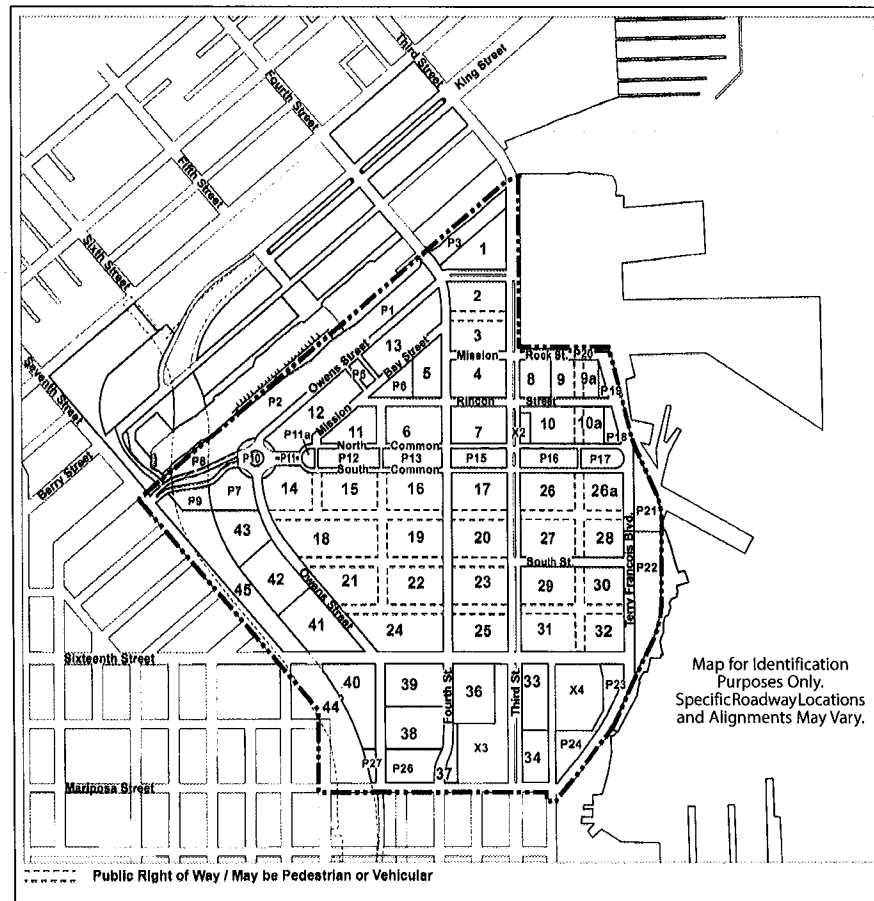 Third Street
King Street
Fourth Street
Fifth Street
Sixth Street
Seventh Street
Berry Street
P3
1
2
P1
3
13
Mission
Rock St.
P20
Owens Street
Bay Street
P6
P6
5
4
8
9
9a
P19
P2
Rincon
Street
12
Mission
P11a
11
6
7
X2
10
10a
P18
North
Common
P8
P10
P11
P12
P13
P15
P16
P17
South
Common
P9
P7
14
15
16
17
26
26a
P21
43
18
19
20
27
28
Terry Francois Blvd.
P22
South St.
42
45
Owens Street
21
22
23
29
30
41
24
25
31
32
Sixteenth Street
40
39
36
33
X4
P23
44
Fourth St.
Third St.
38
X3
34
P24
P27
P26
37
Mariposa Street
Map for Identification
Purposes Only.
Specific Roadway Locations
and Alignments May Vary.
Public Right of Way / May be Pedestrian or Vehicular